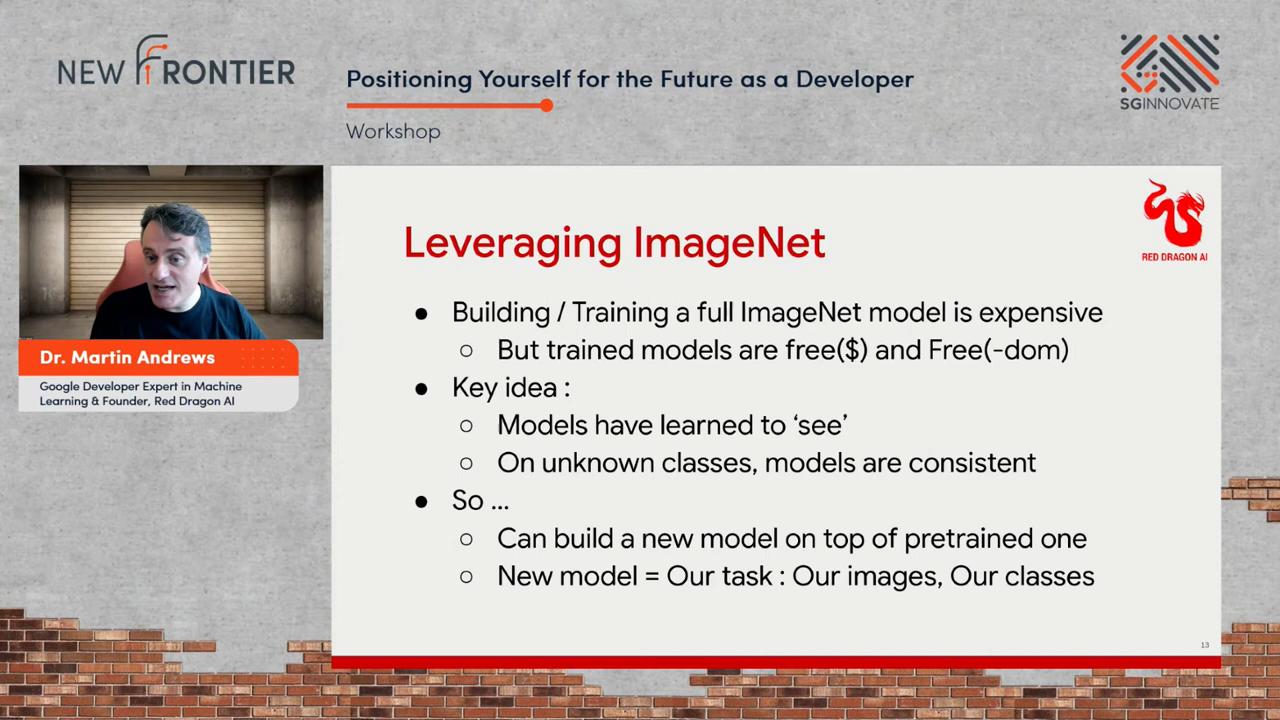 NEW FRONTIER
Positioning Yourself for the Future as a Developer
Workshop
SGINNOVATE
Dr. Martin Andrews
Google Developer Expert in Machine
Learning & Founder, Red Dragon AI
RED DRAGON AI
Leveraging ImageNet
● Building / Training a full ImageNet model is expensive
○ But trained models are free($) and Free(-dom)
● Key idea :
○ Models have learned to ‘see’
○ On unknown classes, models are consistent
● So ...
○ Can build a new model on top of pretrained one
○ New model = Our task : Our images, Our classes
13